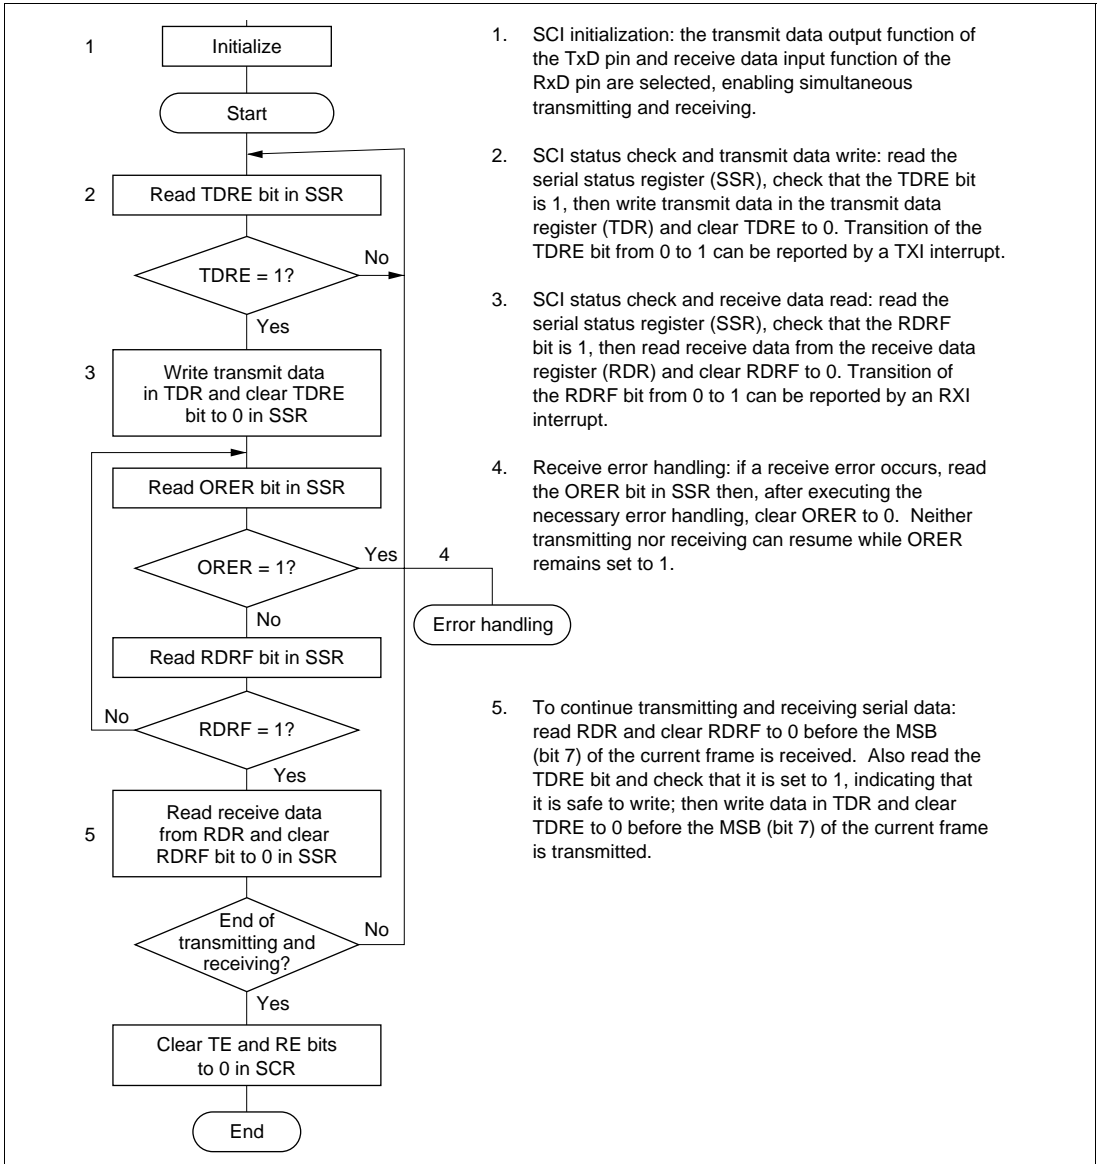 1
Initialize
Start
2
Read TDRE bit in SSR
TDRE = 1?
No
Yes
3
Write transmit data
in TDR and clear TDRE
bit to 0 in SSR
Read ORER bit in SSR
ORER = 1?
Yes
4
Error handling
No
Read RDRF bit in SSR
RDRF = 1?
No
Yes
5
Read receive data
from RDR and clear
RDRF bit to 0 in SSR
End of
transmitting and
receiving?
No
Yes
Clear TE and RE bits
to 0 in SCR
End
1. SCI initialization: the transmit data output function of
the TxD pin and receive data input function of the
RxD pin are selected, enabling simultaneous
transmitting and receiving.
2. SCI status check and transmit data write: read the
serial status register (SSR), check that the TDRE bit
is 1, then write transmit data in the transmit data
register (TDR) and clear TDRE to 0. Transition of the
TDRE bit from 0 to 1 can be reported by a TXI interrupt.
3. SCI status check and receive data read: read the
serial status register (SSR), check that the RDRF
bit is 1, then read receive data from the receive data
register (RDR) and clear RDRF to 0. Transition of
the RDRF bit from 0 to 1 can be reported by an RXI
interrupt.
4. Receive error handling: if a receive error occurs, read
the ORER bit in SSR then, after executing the
necessary error handling, clear ORER to 0. Neither
transmitting nor receiving can resume while ORER
remains set to 1.
5. To continue transmitting and receiving serial data:
read RDR and clear RDRF to 0 before the MSB
(bit 7) of the current frame is received. Also read the
TDRE bit and check that it is set to 1, indicating that
it is safe to write; then write data in TDR and clear
TDRE to 0 before the MSB (bit 7) of the current frame
is transmitted.